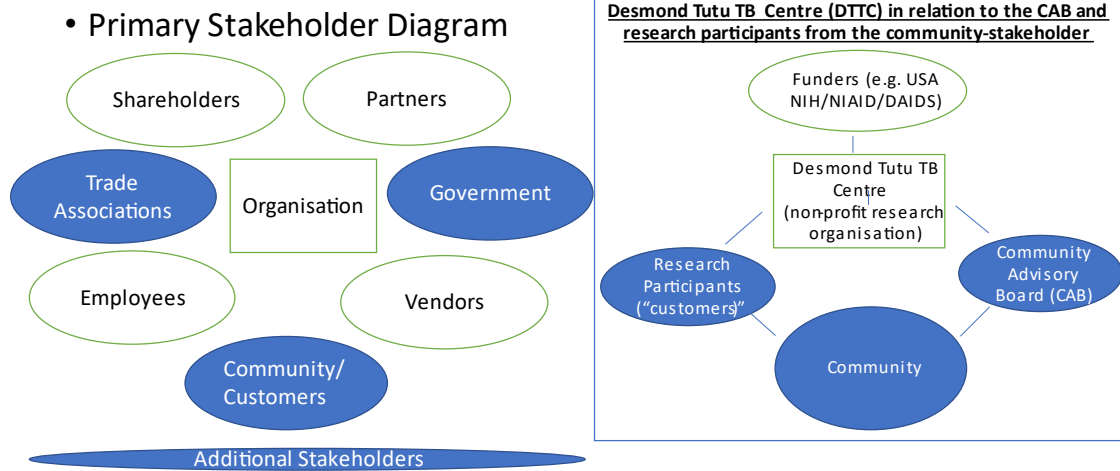 • Primary Stakeholder Diagram
Shareholders
Partners
Trade
Associations
Organisation
Government
Employees
Vendors
Community/
Customers
Additional Stakeholders
Desmond Tutu TB Centre (DTTC) in relation to the CAB and
research participants from the community-stakeholder
Funders (e.g. USA
NIH/NIAID/DAIDS)
Desmond Tutu TB
Centre
(non-profit research
organisation)
Research
Participants
("customers)"
Community
Advisory
Board (CAB)
Community